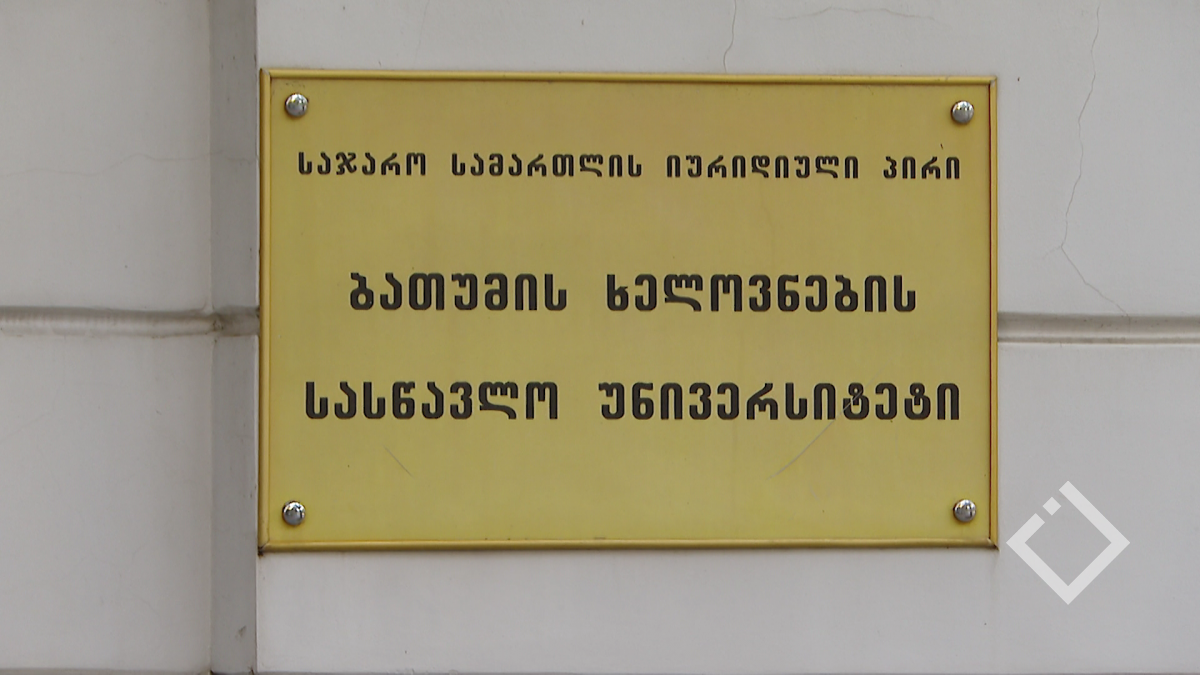 საჯარო სამართლის იურიდიული პირი
ბათუმის ხელოვნების
სასწავლო უნივერსიტეტი